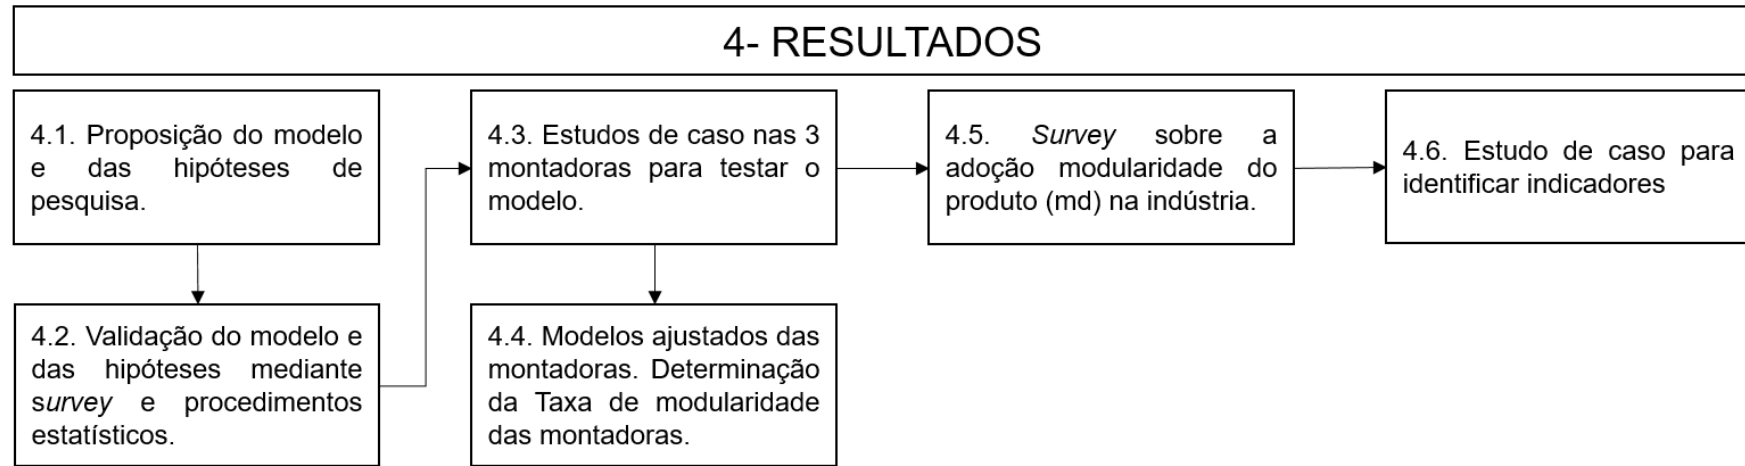 4- RESULTADOS
4.1. Proposição do modelo
e das hipóteses de
pesquisa.
4.2. Validação do modelo e
das hipóteses mediante
survey e procedimentos
estatísticos.
4.3. Estudos de caso nas 3
montadoras para testar o
modelo.
4.4. Modelos ajustados das
montadoras. Determinação
da Taxa de modularidade
das montadoras.
4.5. Survey sobre a
adoção modularidade do
produto (md) na indústria.
4.6. Estudo de caso para
identificar indicadores